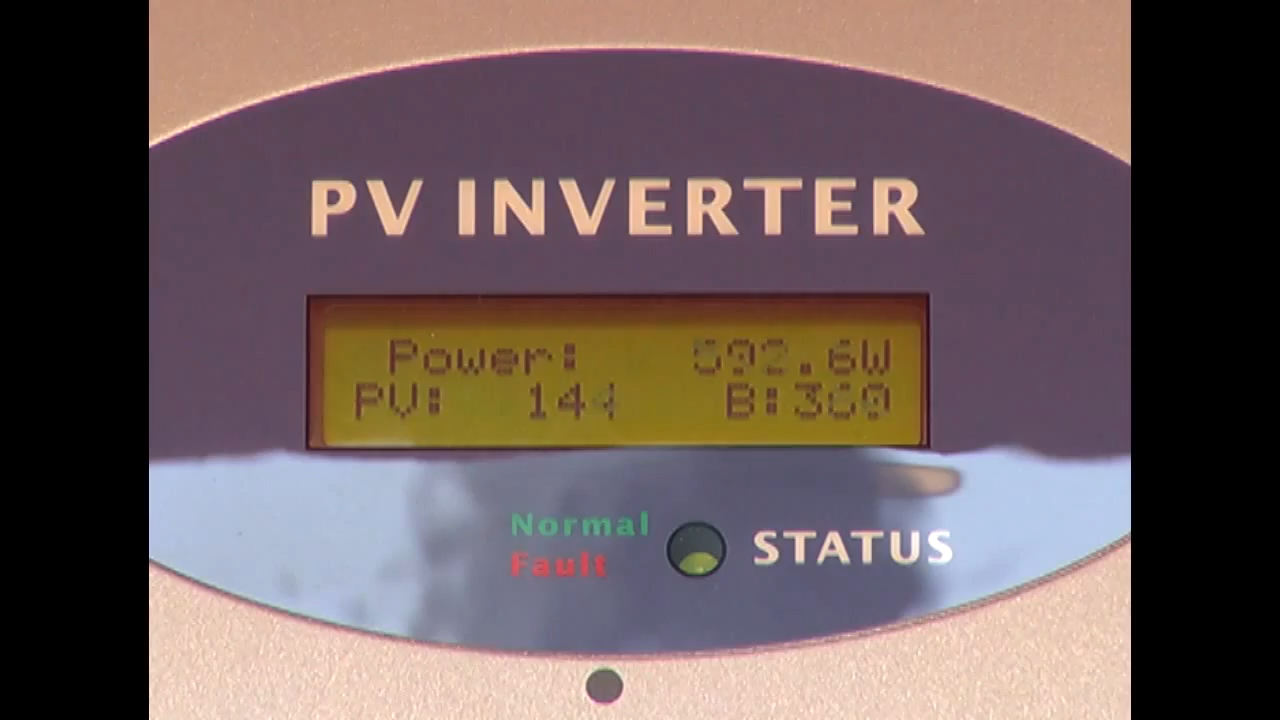 PV INVERTER
Power: 592.6W
PV: 144 B:360
Normal
Fault
STATUS